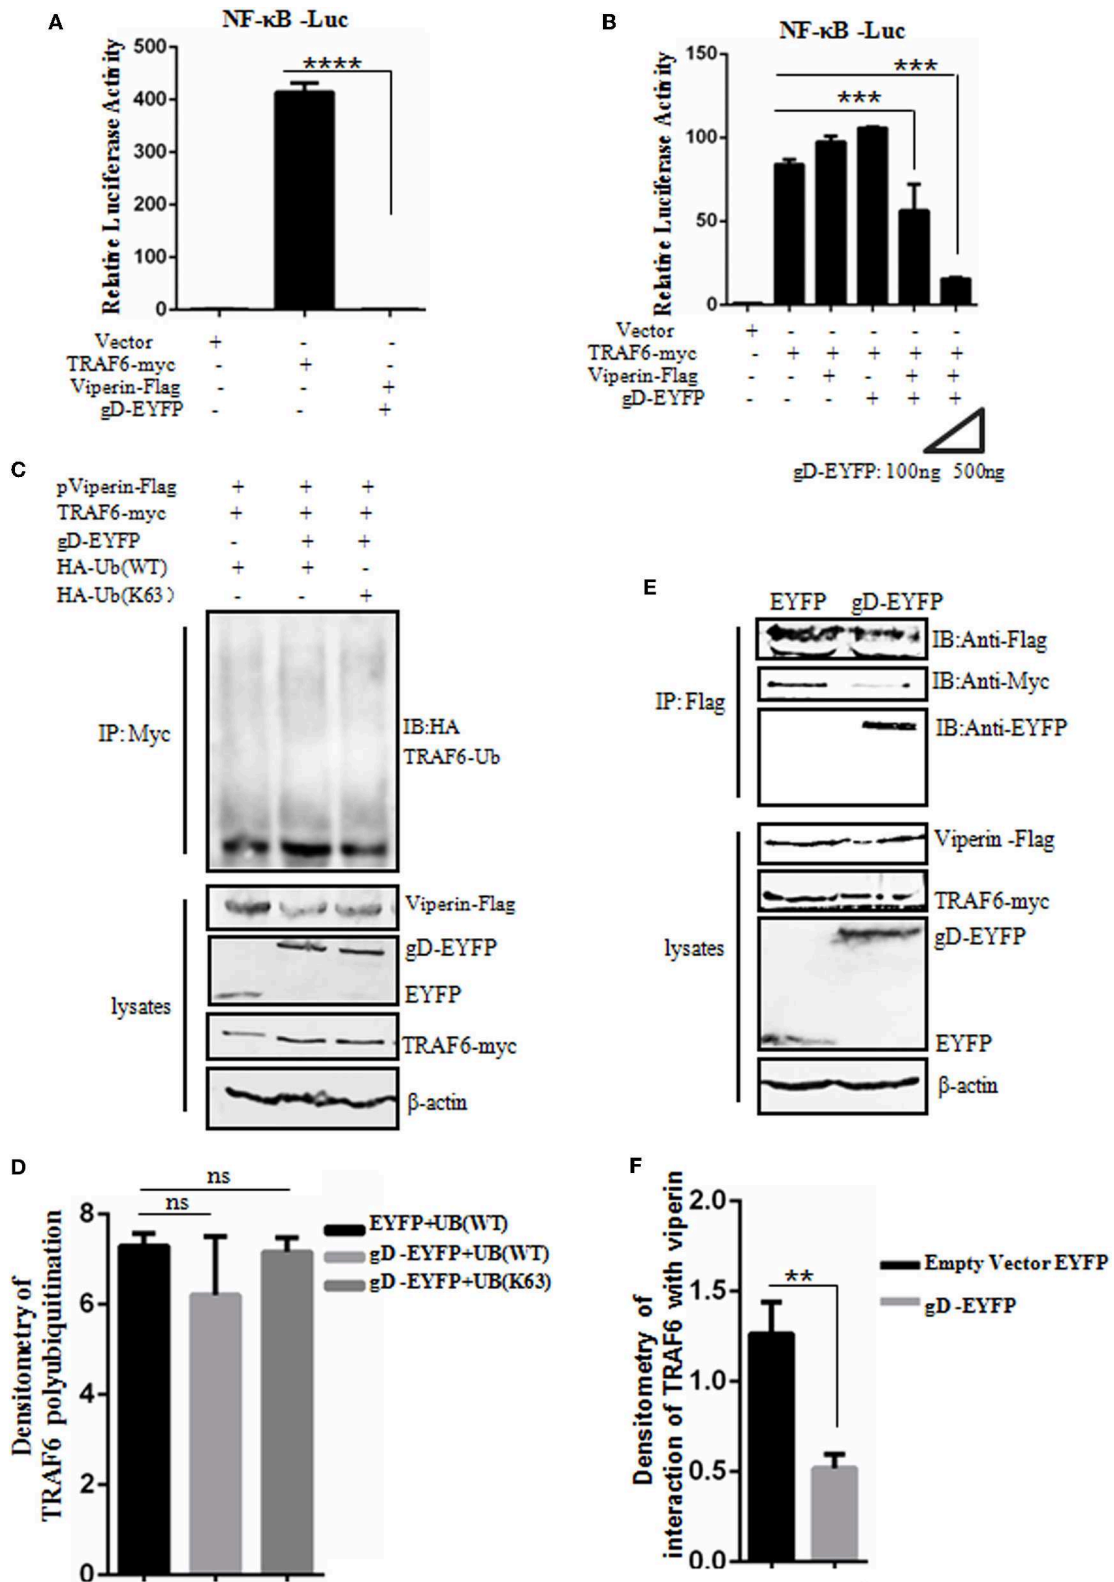 A
NF-κB -Luc
Relative Luciferase Activity
500
400
300
200
100
0
****
Vector + - -
TRAF6-myc - + -
Viperin-Flag - - +
gD-EYFP - - +
B
NF-κB -Luc
Relative Luciferase Activity
150
100
50
0
***
***
Vector + - - - - -
TRAF6-myc - + + + + +
Viperin-Flag - - + - + +
gD-EYFP - - - + + +
gD-EYFP: 100ng 500ng
C
pViperin-Flag + + +
TRAF6-myc + + +
gD-EYFP - + +
HA-Ub(WT) + + -
HA-Ub(K63) - - +
IP: Myc
IB:HA
TRAF6-Ub
lysates
Viperin-Flag
gD-EYFP
EYFP
TRAF6-myc
β-actin
E
EYFP gD-EYFP
IP: Flag
IB:Anti-Flag
IB:Anti-Myc
IB:Anti-EYFP
lysates
Viperin -Flag
TRAF6-myc
gD-EYFP
EYFP
β-actin
D
Densitometry of
TRAF6 polyubiquitination
8
6
4
2
0
ns
ns
EYFP+UB(WT)
gD -EYFP+UB(WT)
gD -EYFP+UB(K63)
F
Densitometry of
interaction of TRAF6 with viperin
2.0
1.5
1.0
0.5
0.0
**
Empty Vector EYFP
gD -EYFP